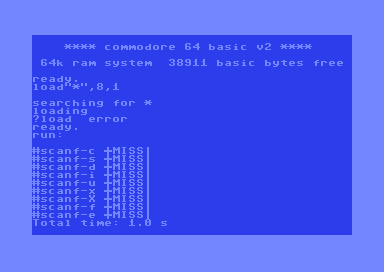 **** commodore 64 basic v2 ****
64k ram system  38911 basic bytes free
ready.
load"*",8,1
searching for *
loading
?load  error
ready.
run:
#scanf-c ┼MISS|
#scanf-s ┼MISS|
#scanf-d ┼MISS|
#scanf-i ┼MISS|
#scanf-u ┼MISS|
#scanf-x ┼MISS|
#scanf-X ┼MISS|
#scanf-f ┼MISS|
#scanf-e ┼MISS|
Total time: 1.0 s